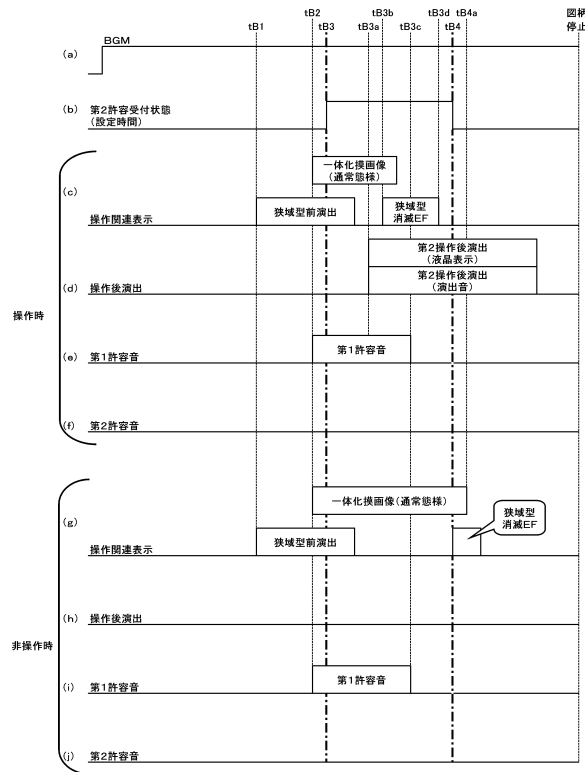 tB2 tB3b tB3d 図柄
tB1 tB3 tB3a tB3c tB4 tB4a 停止
(a) BGM
(b) 第2許容受付状態
(設定時間)
操作時
一体化摸画像
(通常態様)
(c) 操作関連表示
狭域型前演出
狭域型
消滅EF
第2操作後演出
(液晶表示)
(d) 操作後演出
第2操作後演出
(演出音)
(e) 第1許容音
第1許容音
(f) 第2許容音
非操作時
一体化摸画像(通常態様)
(g) 操作関連表示
狭域型前演出
狭域型
消滅EF
(h) 操作後演出
(i) 第1許容音
第1許容音
(j) 第2許容音